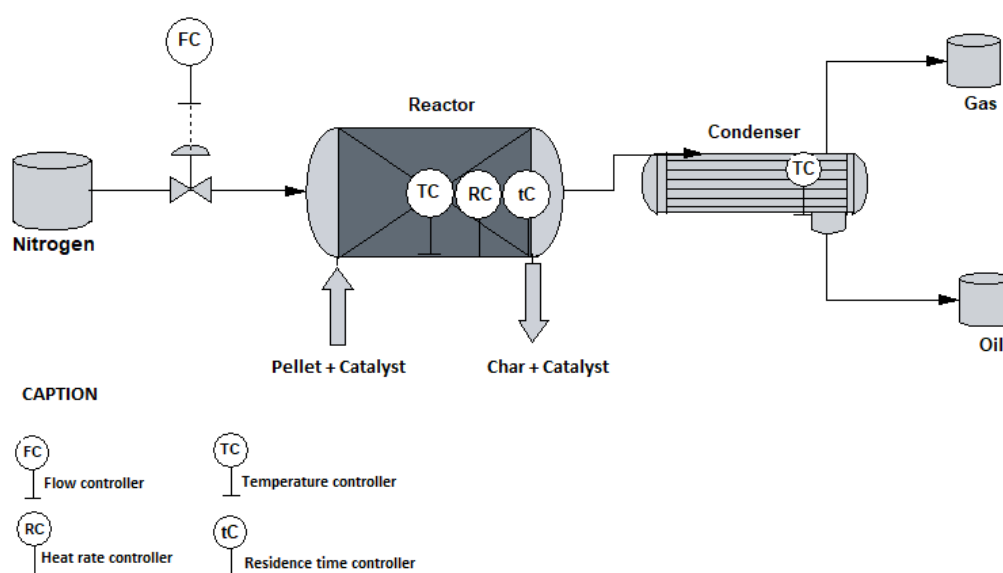 FC
Reactor
Gas
Condenser
TC
TC
RC
tC
Nitrogen
Oil
Pellet + Catalyst
Char + Catalyst
CAPTION
FC
Flow controller
TC
Temperature controller
RC
Heat rate controller
tC
Residence time controller